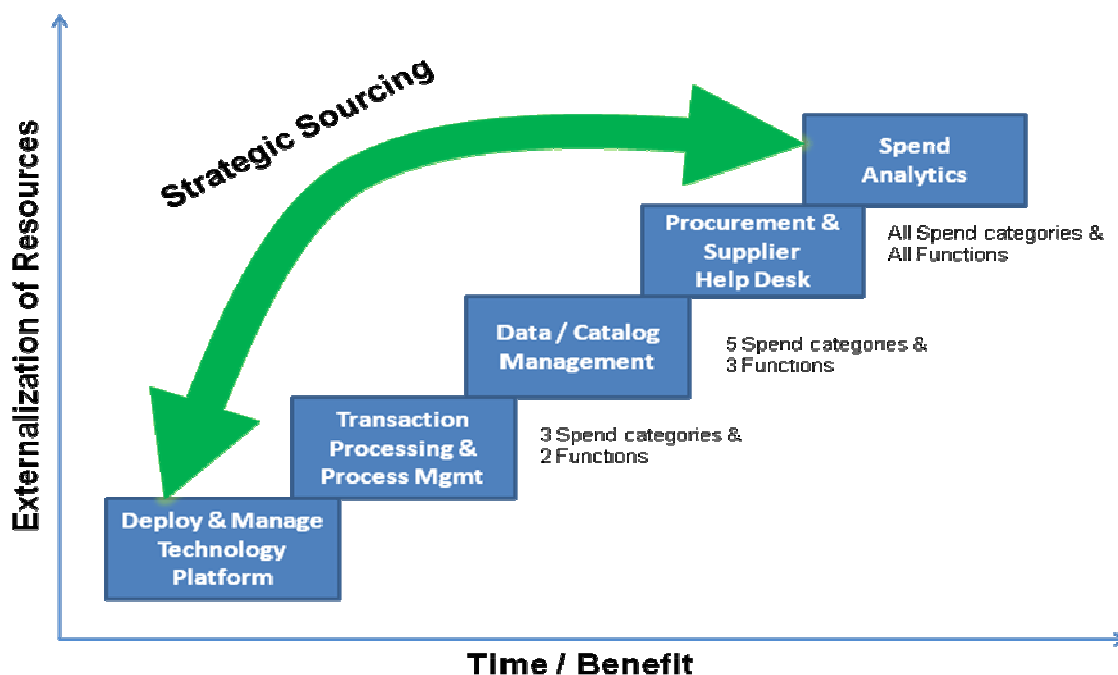 Strategic Sourcing
Externalization of Resources
Spend
Analytics
Procurement &
Supplier
Help Desk
All Spend categories &
All Functions
Data / Catalog
Management
5 Spend categories &
3 Functions
Transaction
Processing &
Process Mgmt
3 Spend categories &
2 Functions
Deploy & Manage
Technology
Platform
Time / Benefit